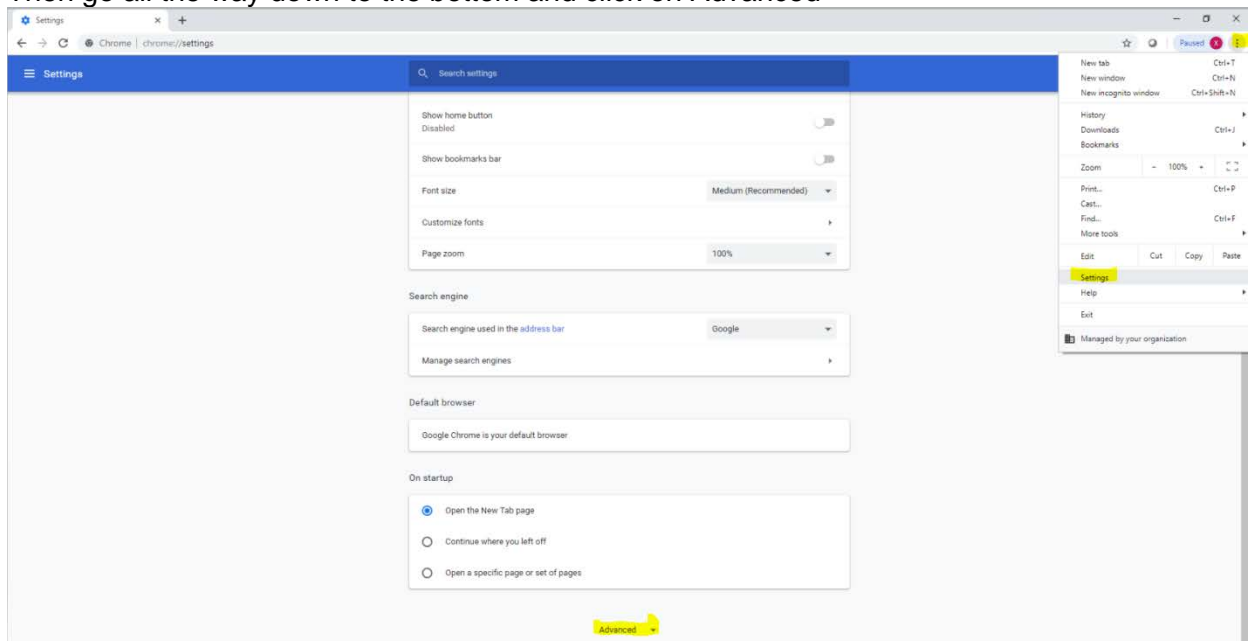 Then go all the way down to the bottom and click on Advanced
Settings
Chrome | chrome://settings
Paused X
Settings
Search settings
Show home button
Disabled
Show bookmarks bar
Font size Medium (Recommended)
Customize fonts
Page zoom 100%
Search engine
Search engine used in the address bar Google
Manage search engines
Default browser
Google Chrome is your default browser
On startup
Open the New Tab page
Continue where you left off
Open a specific page or set of pages
Advanced
New tab Ctrl+T
New window Ctrl+N
New incognito window Ctrl+Shift+N
History
Downloads Ctrl+J
Bookmarks
Zoom - 100% +
Print... Ctrl+P
Cast...
Find... Ctrl+F
More tools
Edit Cut Copy Paste
Settings
Help
Exit
Managed by your organization